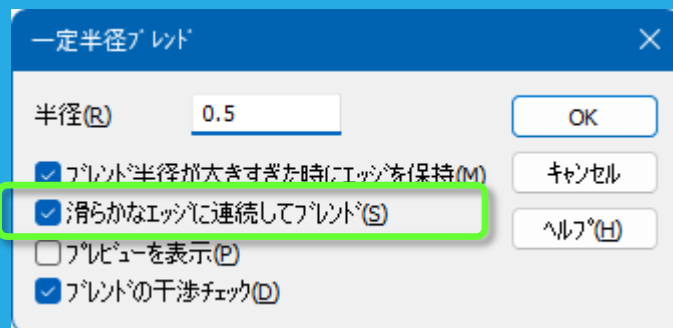 一定半径ブレンド
半径(R) 0.5 OK
ブレンド半径が大きすぎた時にエッジを保持(M) キャンセル
滑らかなエッジに連続してブレンド(S)
ヘルプ(H)
プレビューを表示(P)
ブレンドの干渉チェック(D)